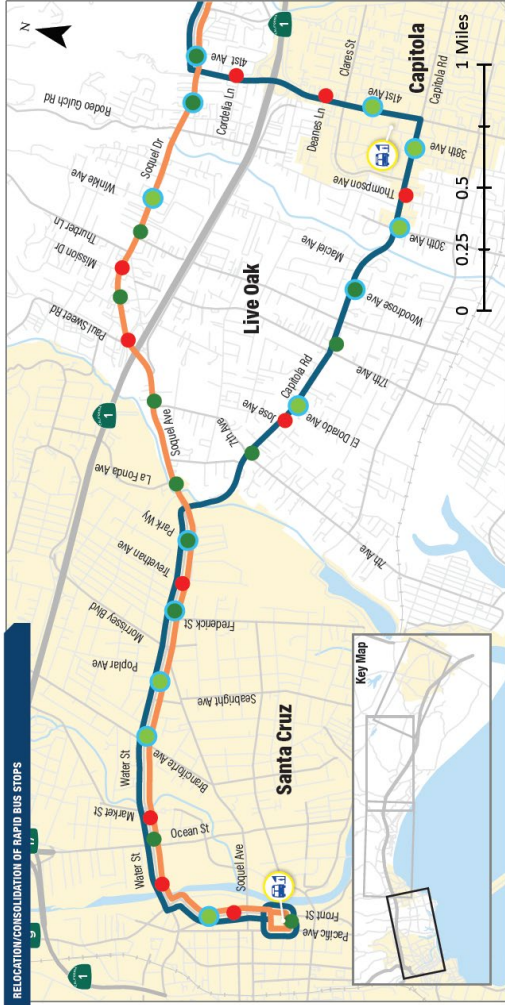 RELOCATION/CONSOLIDATION OF RAPID BUS STOPS
N
Rodeo Gulch Rd
41st Ave
1
Cordelia Ln
Clares St
Capitola
Soquel Dr
Winkle Ave
Deanes Ln
41st Ave
Capitola Rd
Thurber Ln
Mission Dr
38th Ave
Thompson Ave
Paul Sweet Rd
Maciel Ave
30th Ave
Live Oak
Woodrose Ave
1
Soquel Ave
17th Ave
Capitola Rd
Jose Ave
El Dorado Ave
La Fonda Ave
7th Ave
Park Wy
Trevethan Ave
7th Ave
Morrissey Blvd
Frederick St
Poplar Ave
Seabright Ave
Water St
Branciforte Ave
Santa Cruz
Market St
Ocean St
Water St
Soquel Ave
Front St
Pacific Ave
17
9
1
Key Map
0 0.25 0.5 1 Miles